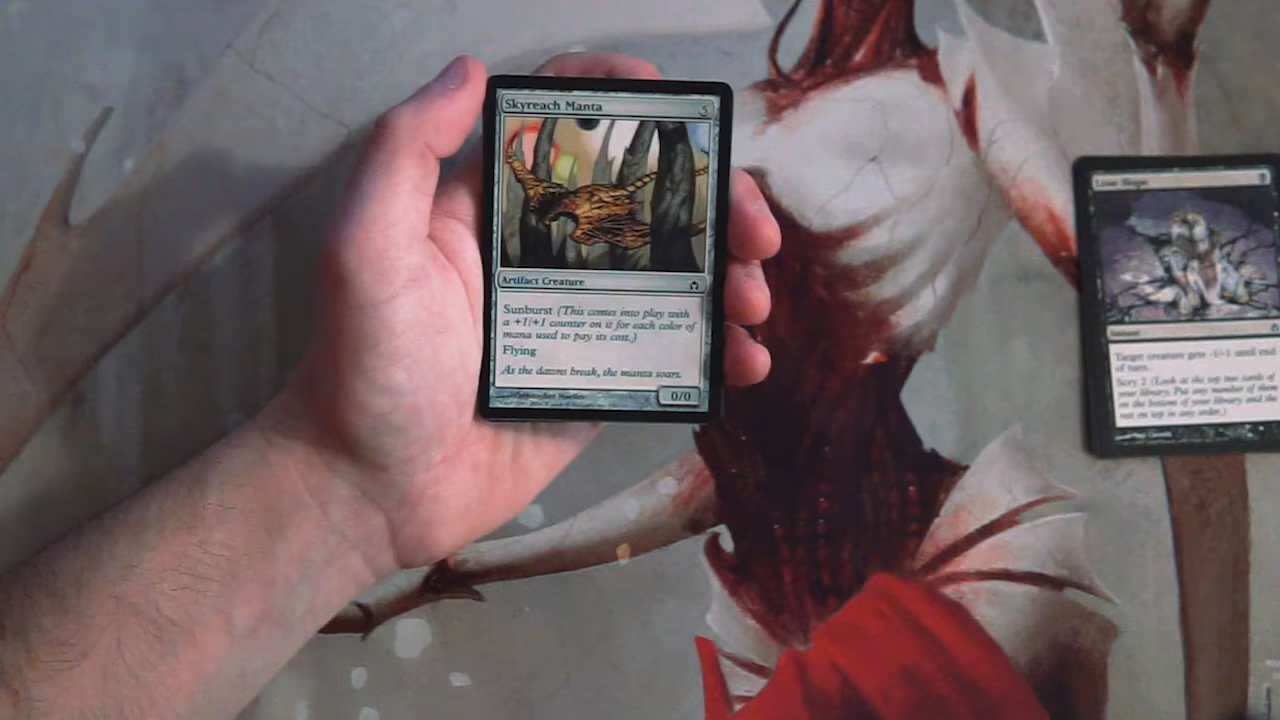 Skyreach Manta 5
Artifact Creature
Sunburst (This comes into play with
a +1/+1 counter on it for each color of
mana used to pay its cost.)
Flying
As the dawns break, the manta soars.
0/0
Lose Hope
Instant
Target creature gets -1/-1 until end
of turn.
Scry 2 (Look at the top two cards of
your library. Put any number of them
on the bottom of your library and the
rest on top in any order.)